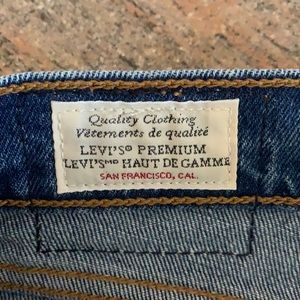 Quality Clothing
Vêtements de qualité
LEVI'S® PREMIUM
LEVI'S ᴹᴰ HAUT DE GAMME
SAN FRANCISCO, CAL.